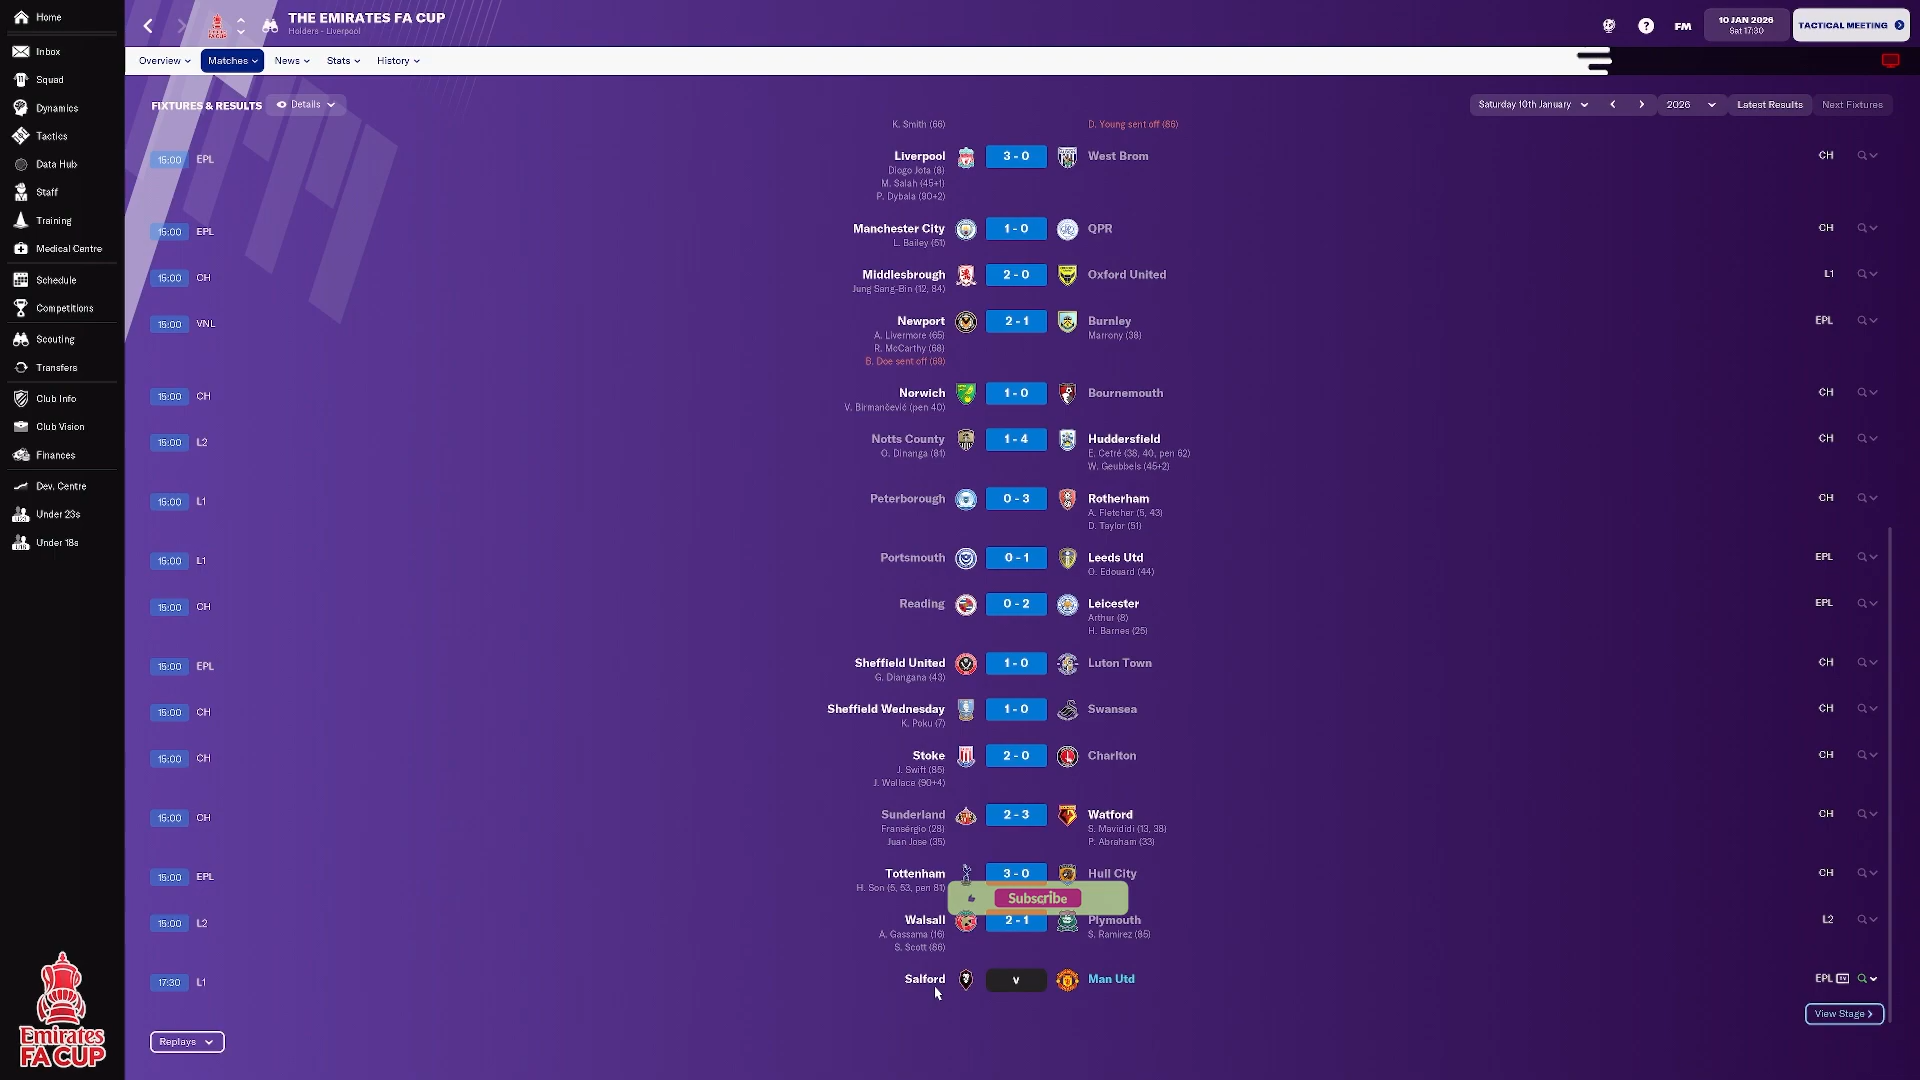 Home
THE EMIRATES FA CUP
Holders - Liverpool
FM
10 JAN 2026
Sat 17:30
TACTICAL MEETING
Inbox
Squad
Dynamics
Tactics
Data Hub
Staff
Training
Medical Centre
Schedule
Competitions
Scouting
Transfers
Club Info
Club Vision
Finances
Dev. Centre
Under 23s
Under 18s
Emirates
FA CUP
Overview Matches News Stats History
FIXTURES & RESULTS Details
Saturday 10th January 2026 Latest Results Next Fixtures
K. Smith (66) D. Young sent off (86)
15:00 EPL Liverpool 3 - 0 West Brom CH
Diogo Jota (8)
M. Salah (45+1)
P. Dybala (90+2)
15:00 EPL Manchester City 1 - 0 QPR CH
L. Bailey (51)
15:00 CH Middlesbrough 2 - 0 Oxford United L1
Jung Sang-Bin (12, 84)
15:00 VNL Newport 2 - 1 Burnley EPL
A. Livermore (65) Marrony (38)
R. McCarthy (68)
B. Doe sent off (69)
15:00 CH Norwich 1 - 0 Bournemouth CH
V. Birmančević (pen 40)
15:00 L2 Notts County 1 - 4 Huddersfield CH
O. Dinanga (81) E. Cetré (38, 40, pen 62)
W. Geubbels (45+2)
15:00 L1 Peterborough 0 - 3 Rotherham CH
A. Fletcher (5, 43)
D. Taylor (51)
15:00 L1 Portsmouth 0 - 1 Leeds Utd EPL
O. Edouard (44)
15:00 CH Reading 0 - 2 Leicester EPL
Arthur (8)
H. Barnes (25)
15:00 EPL Sheffield United 1 - 0 Luton Town CH
G. Diangana (43)
15:00 CH Sheffield Wednesday 1 - 0 Swansea CH
K. Poku (7)
15:00 CH Stoke 2 - 0 Charlton CH
J. Swift (85)
J. Wallace (90+4)
15:00 CH Sunderland 2 - 3 Watford CH
Fransérgio (28) S. Mavididi (13, 38)
Juan Jose (35) P. Abraham (33)
15:00 EPL Tottenham 3 - 0 Hull City CH
H. Son (5, 53, pen 81)
Subscribe
15:00 L2 Walsall 2 - 1 Plymouth L2
A. Gassama (16) S. Ramirez (85)
S. Scott (86)
17:30 L1 Salford v Man Utd EPL TV
View Stage
Replays